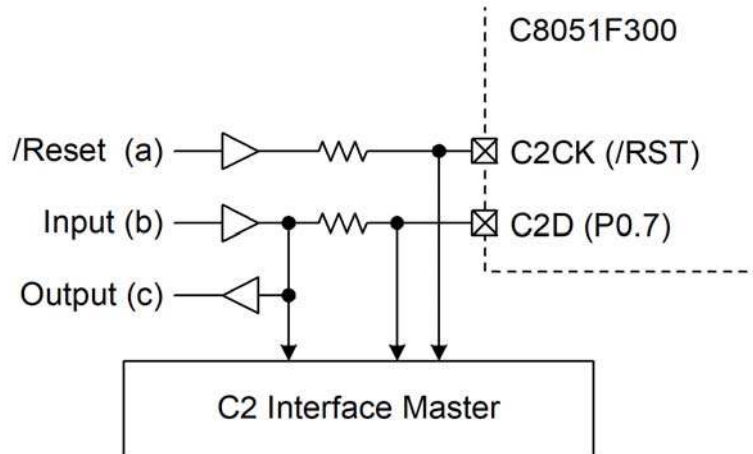 C8051F300
/Reset (a)
C2CK (/RST)
Input (b)
C2D (P0.7)
Output (c)
C2 Interface Master